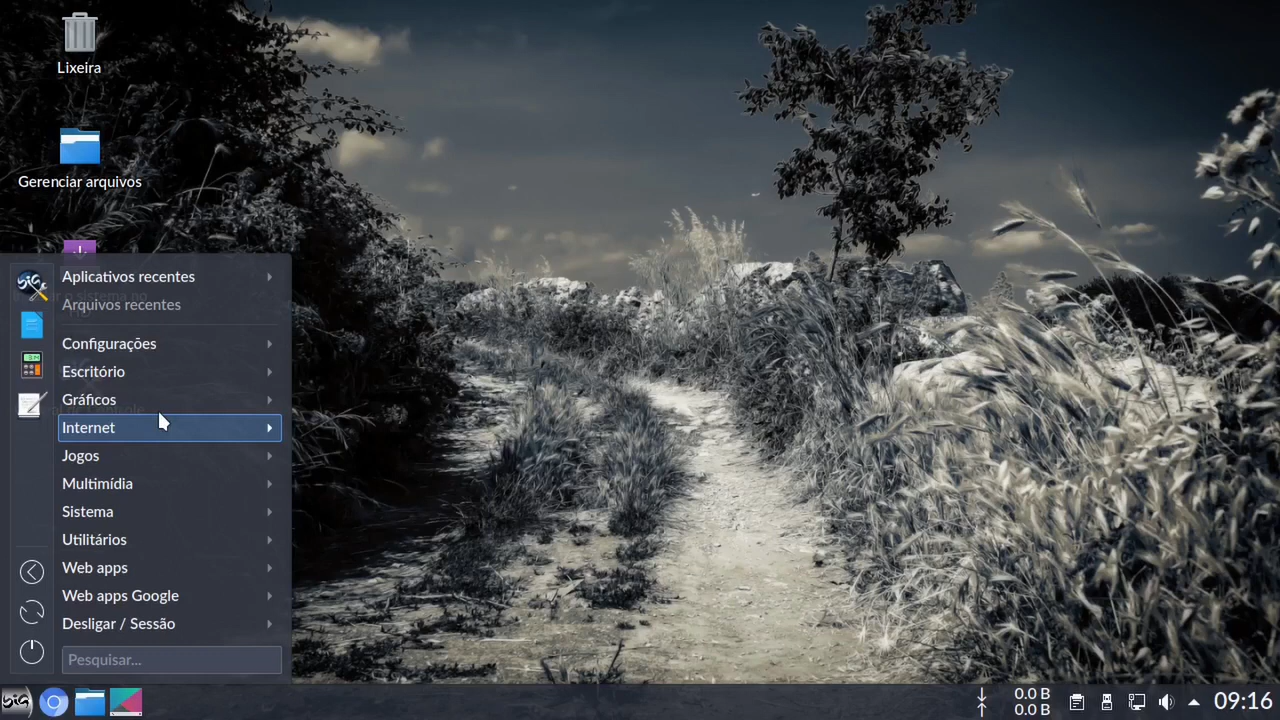 Lixeira
Gerenciar arquivos
Aplicativos recentes
Arquivos recentes
Configurações
Escritório
Gráficos
Internet
Jogos
Multimídia
Sistema
Utilitários
Web apps
Web apps Google
Desligar / Sessão
Pesquisar...
0.0 B
0.0 B
09:16